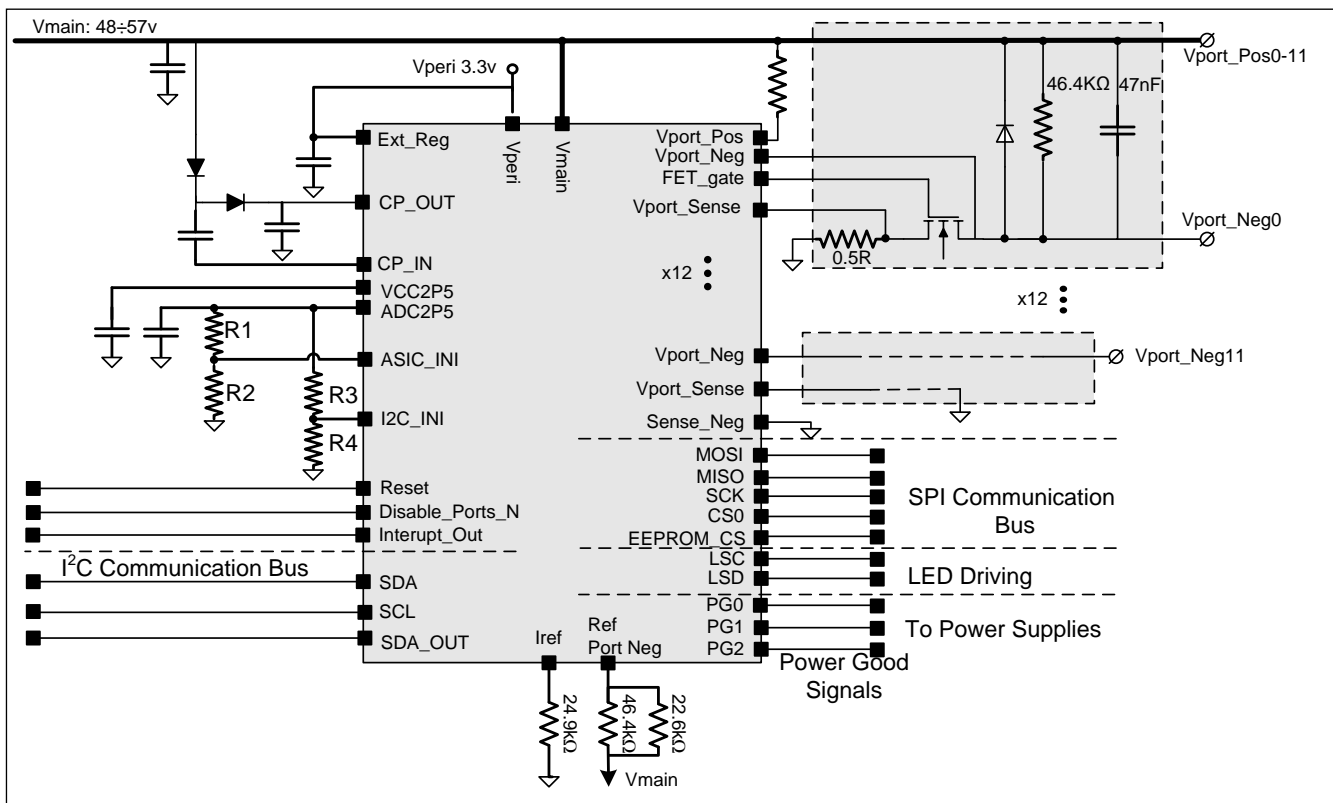 Vmain: 48÷57v
Vport_Pos0-11
Vperi 3.3v
46.4KΩ 47nF
Ext_Reg
Vperi
Vmain
Vport_Pos
Vport_Neg
FET_gate
Vport_Sense
CP_OUT
Vport_Neg0
0.5R
CP_IN
x12
x12
VCC2P5
ADC2P5
R1
ASIC_INI
Vport_Neg
Vport_Neg11
R2
R3
Vport_Sense
I2C_INI
Sense_Neg
R4
MOSI
MISO
SCK
CS0
EEPROM_CS
SPI Communication
Bus
Reset
Disable_Ports_N
Interupt_Out
I²C Communication Bus
LSC
LSD
LED Driving
SDA
SCL
SDA_OUT
PG0
PG1
PG2
To Power Supplies
Power Good
Signals
Iref
Ref
Port Neg
24.9kΩ
46.4kΩ
22.6kΩ
Vmain